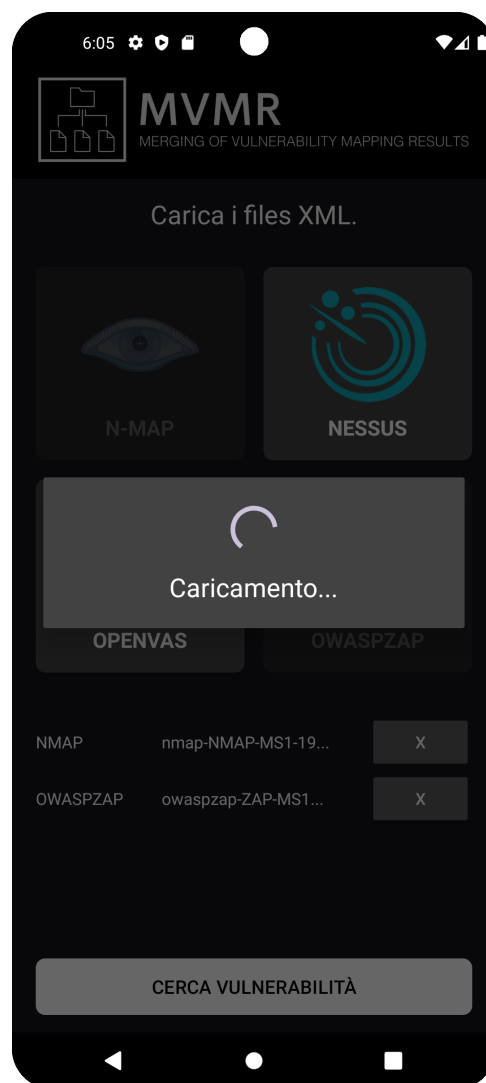 6:05
MVMR
MERGING OF VULNERABILITY MAPPING RESULTS
Carica i files XML.
N-MAP
NESSUS
Caricamento...
OPENVAS
OWASPZAP
NMAP nmap-NMAP-MS1-19... X
OWASPZAP owaspzap-ZAP-MS1... X
CERCA VULNERABILITÀ